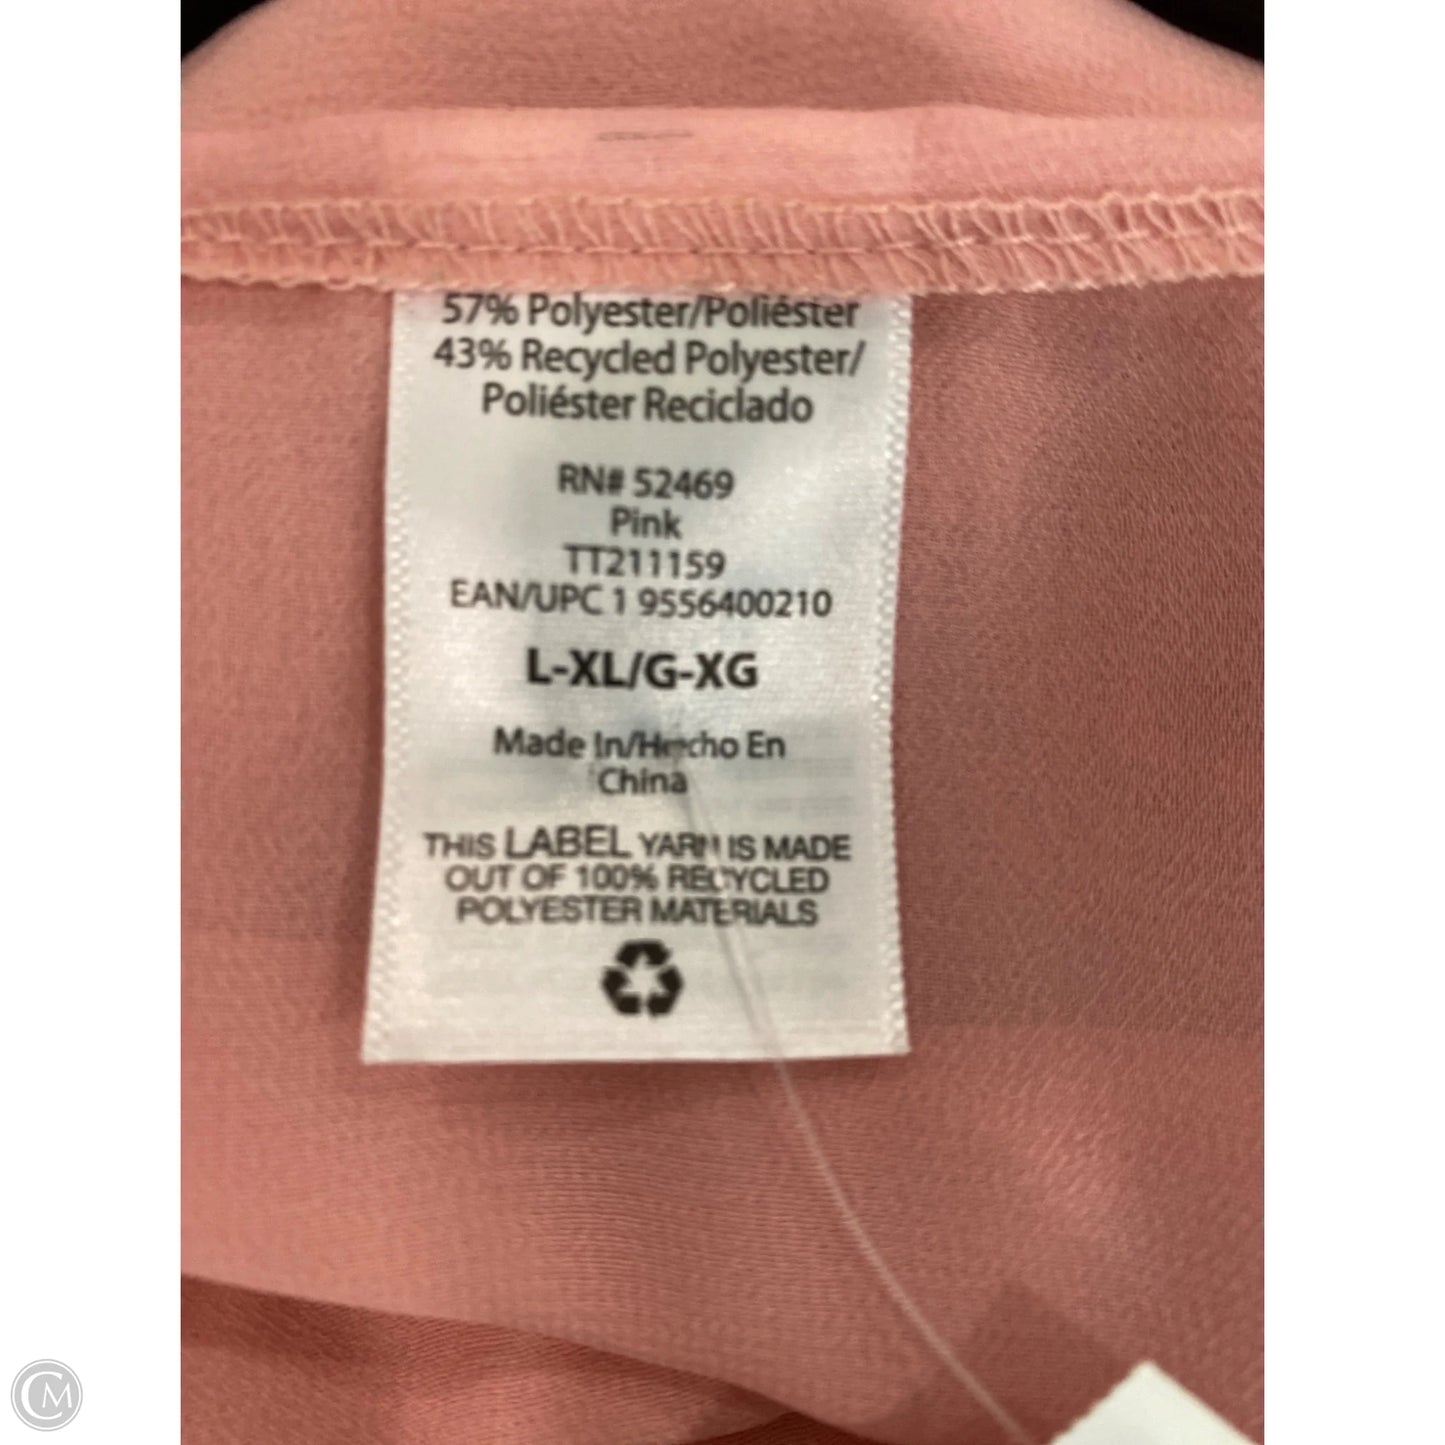 57% Polyester/Poliéster
43% Recycled Polyester/
Poliéster Reciclado
RN# 52469
Pink
TT211159
EAN/UPC 1 9556400210
L-XL/G-XG
Made In/Hecho En
China
THIS LABEL YARN IS MADE
OUT OF 100% RECYCLED
POLYESTER MATERIALS
CM